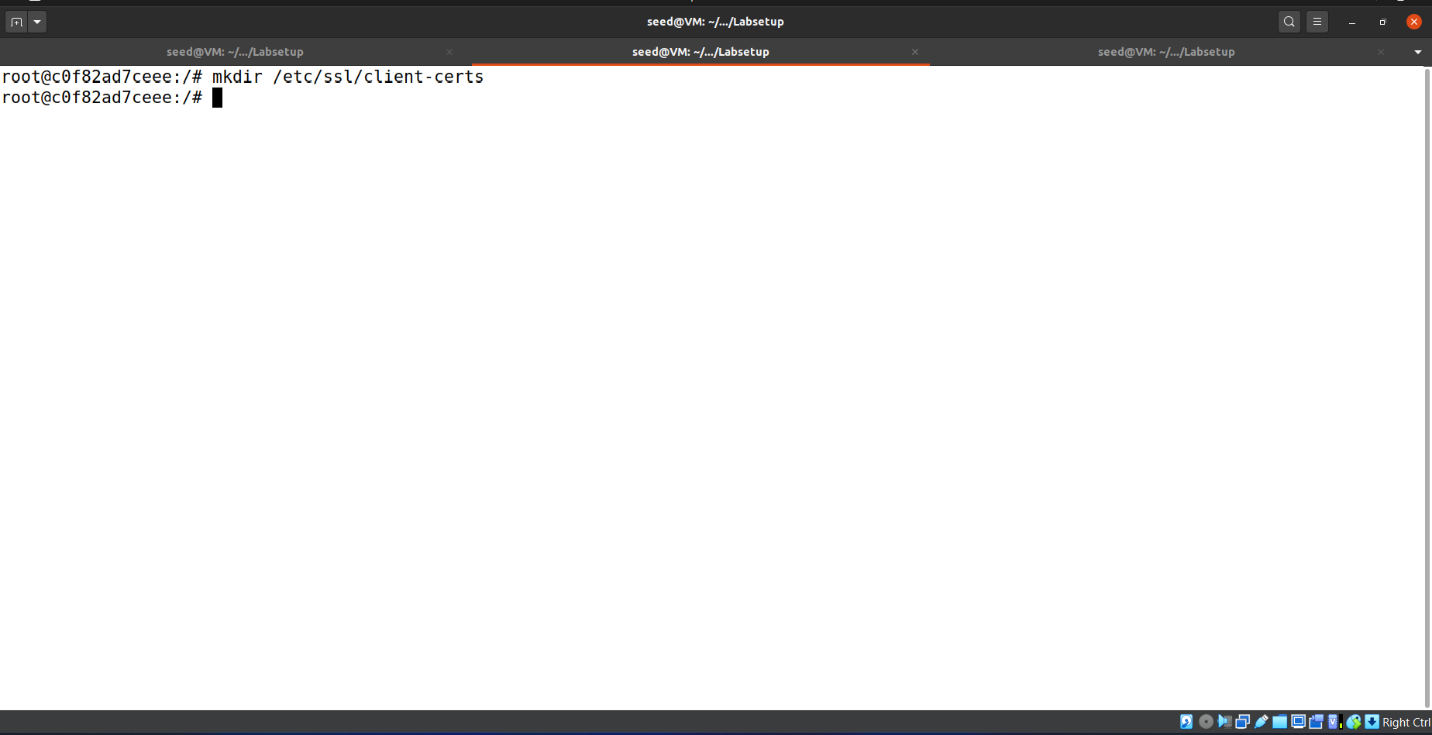 seed@VM: ~/.../Labsetup
seed@VM: ~/.../Labsetup
seed@VM: ~/.../Labsetup
seed@VM: ~/.../Labsetup
root@c0f82ad7ceee:/# mkdir /etc/ssl/client-certs
root@c0f82ad7ceee:/#
Right Ctrl